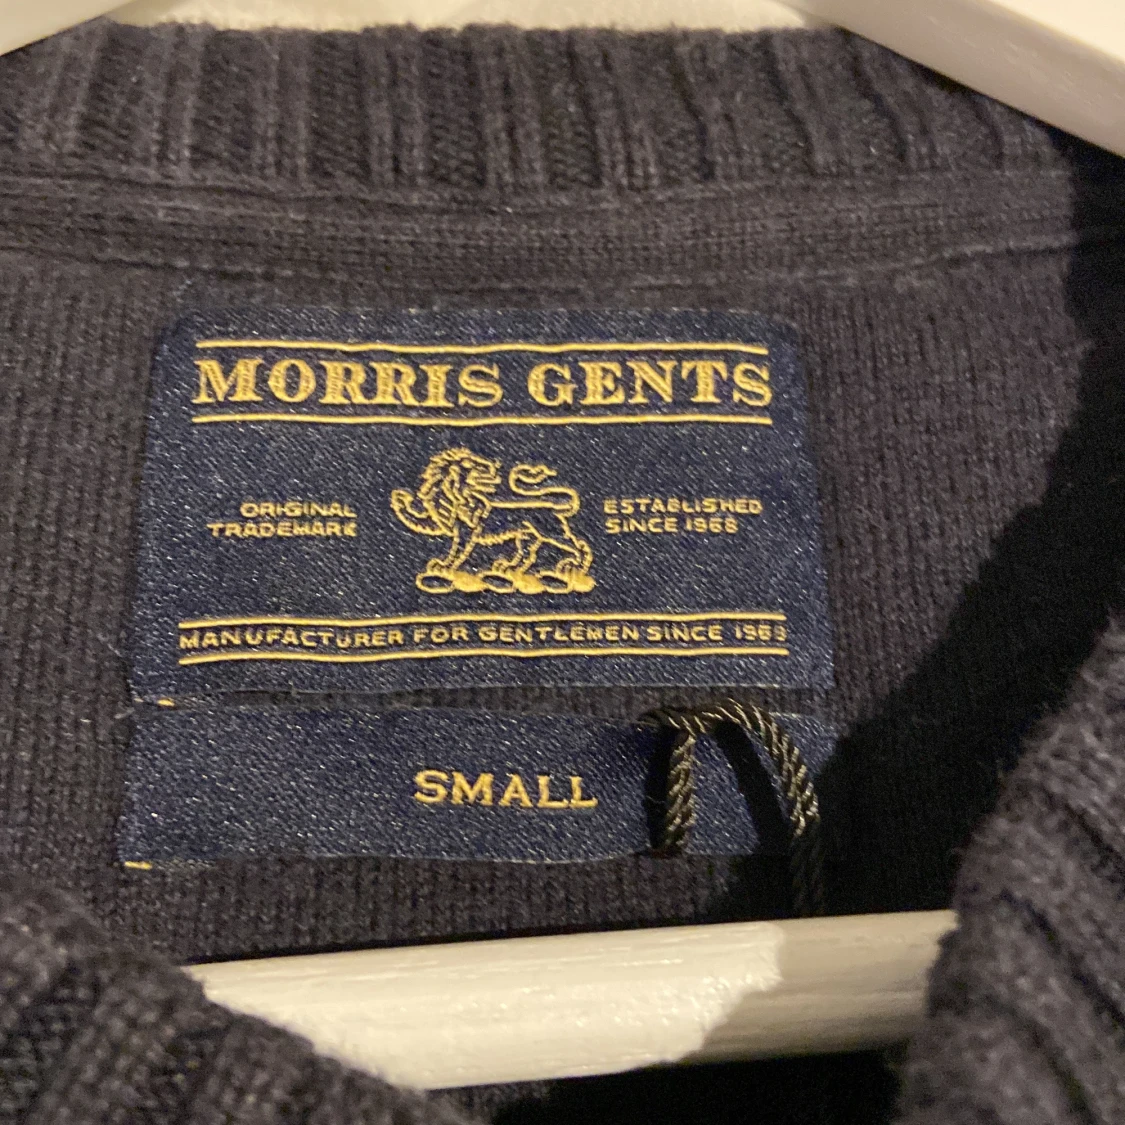 MORRIS GENTS
ORIGINAL
TRADEMARK
ESTABLISHED
SINCE 1968
MANUFACTURER FOR GENTLEMEN SINCE 1968
SMALL